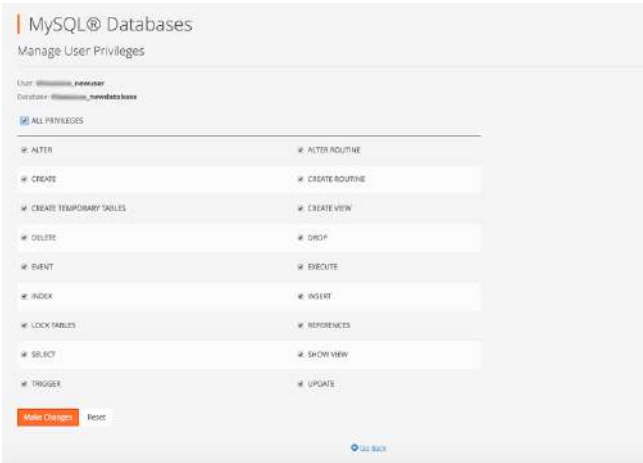 MySQL® Databases
Manage User Privileges
User _newuser
Database _newdatabase
ALL PRIVILEGES
ALTER ALTER ROUTINE
CREATE CREATE ROUTINE
CREATE TEMPORARY TABLES CREATE VIEW
DELETE DROP
EVENT EXECUTE
INDEX INSERT
LOCK TABLES REFERENCES
SELECT SHOW VIEW
TRIGGER UPDATE
Make Changes Reset
Go Back